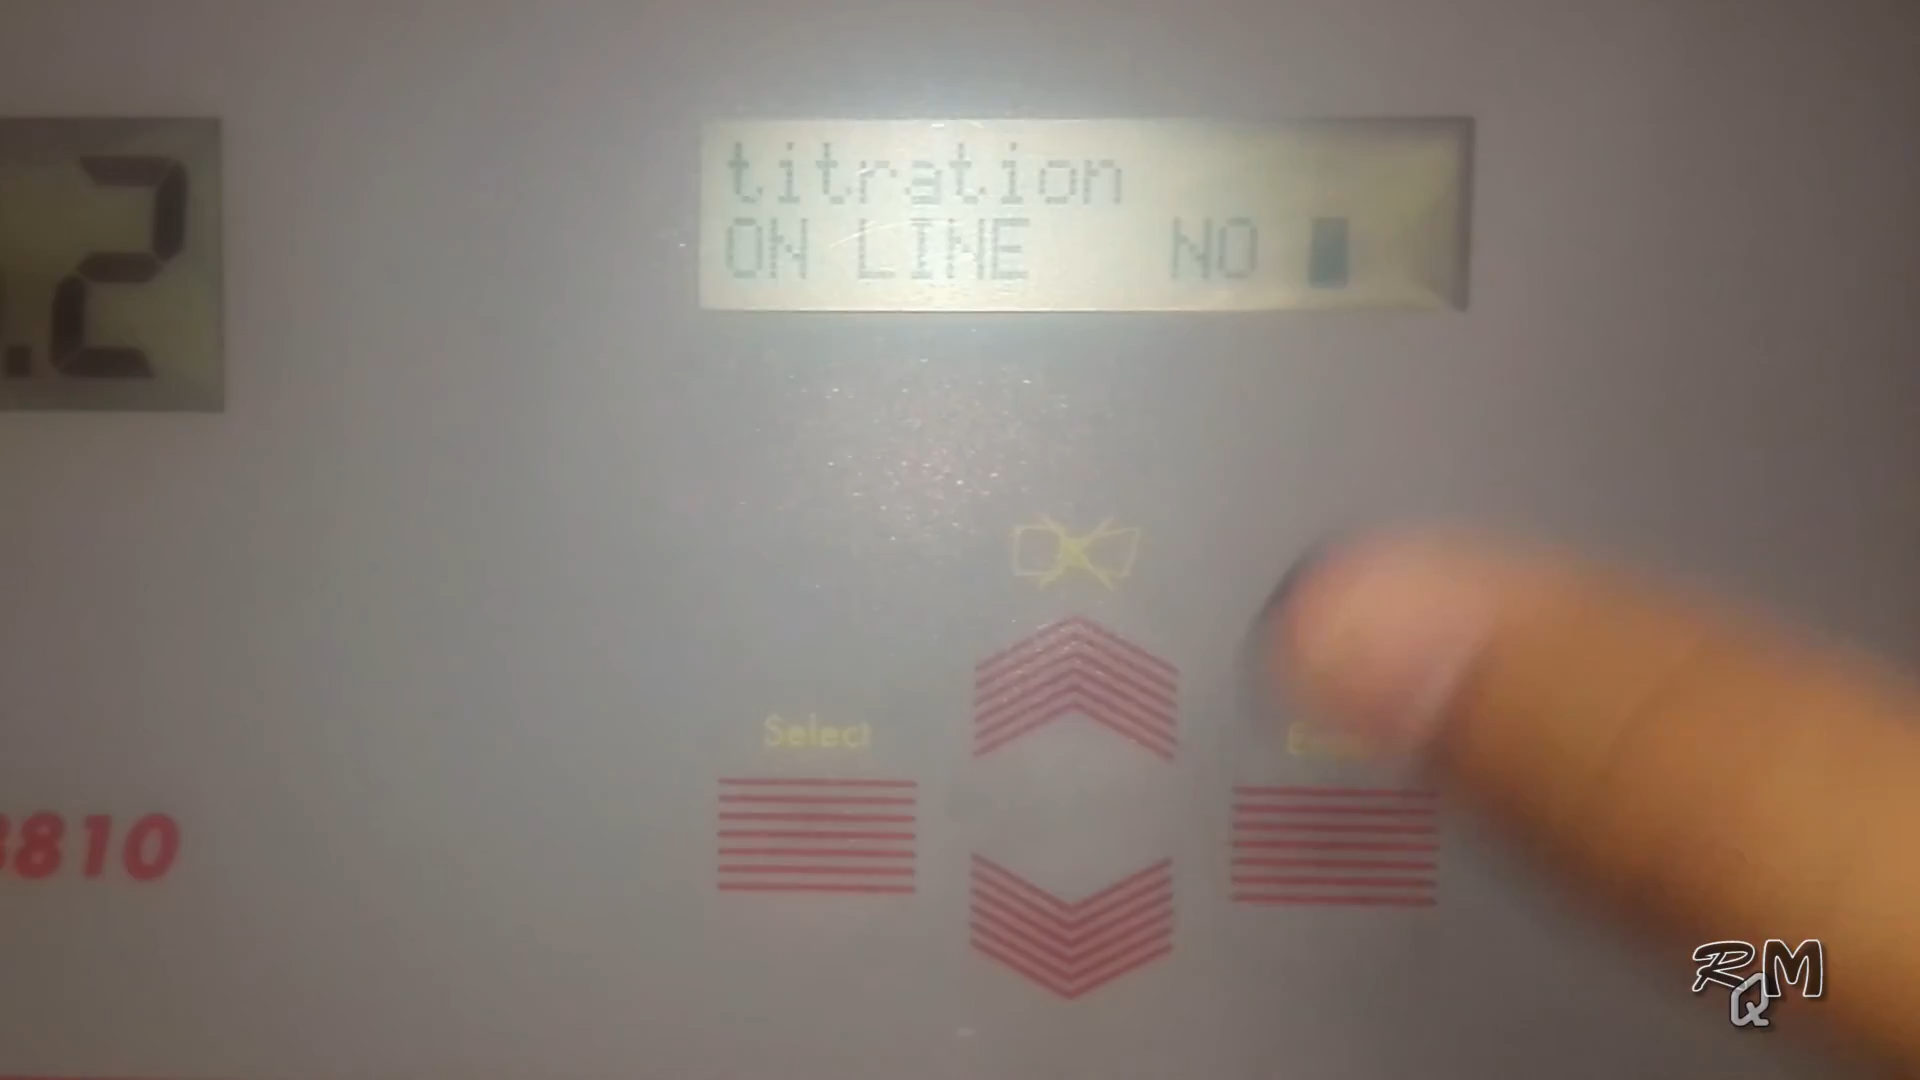 .2
titration
ON LINE NO
Select
810
RQM